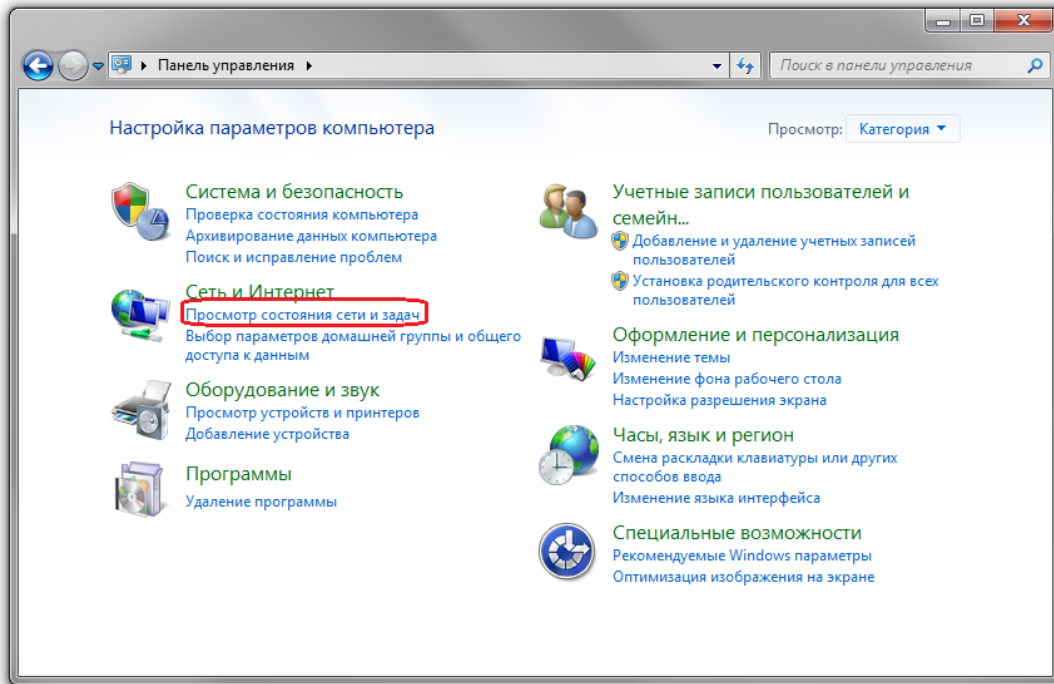 Панель управления
Поиск в панели управления
Настройка параметров компьютера
Просмотр: Категория
Система и безопасность
Проверка состояния компьютера
Архивирование данных компьютера
Поиск и исправление проблем
Сеть и Интернет
Просмотр состояния сети и задач
Выбор параметров домашней группы и общего
доступа к данным
Оборудование и звук
Просмотр устройств и принтеров
Добавление устройства
Программы
Удаление программы
Учетные записи пользователей и
семейн...
Добавление и удаление учетных записей
пользователей
Установка родительского контроля для всех
пользователей
Оформление и персонализация
Изменение темы
Изменение фона рабочего стола
Настройка разрешения экрана
Часы, язык и регион
Смена раскладки клавиатуры или других
способов ввода
Изменение языка интерфейса
Специальные возможности
Рекомендуемые Windows параметры
Оптимизация изображения на экране